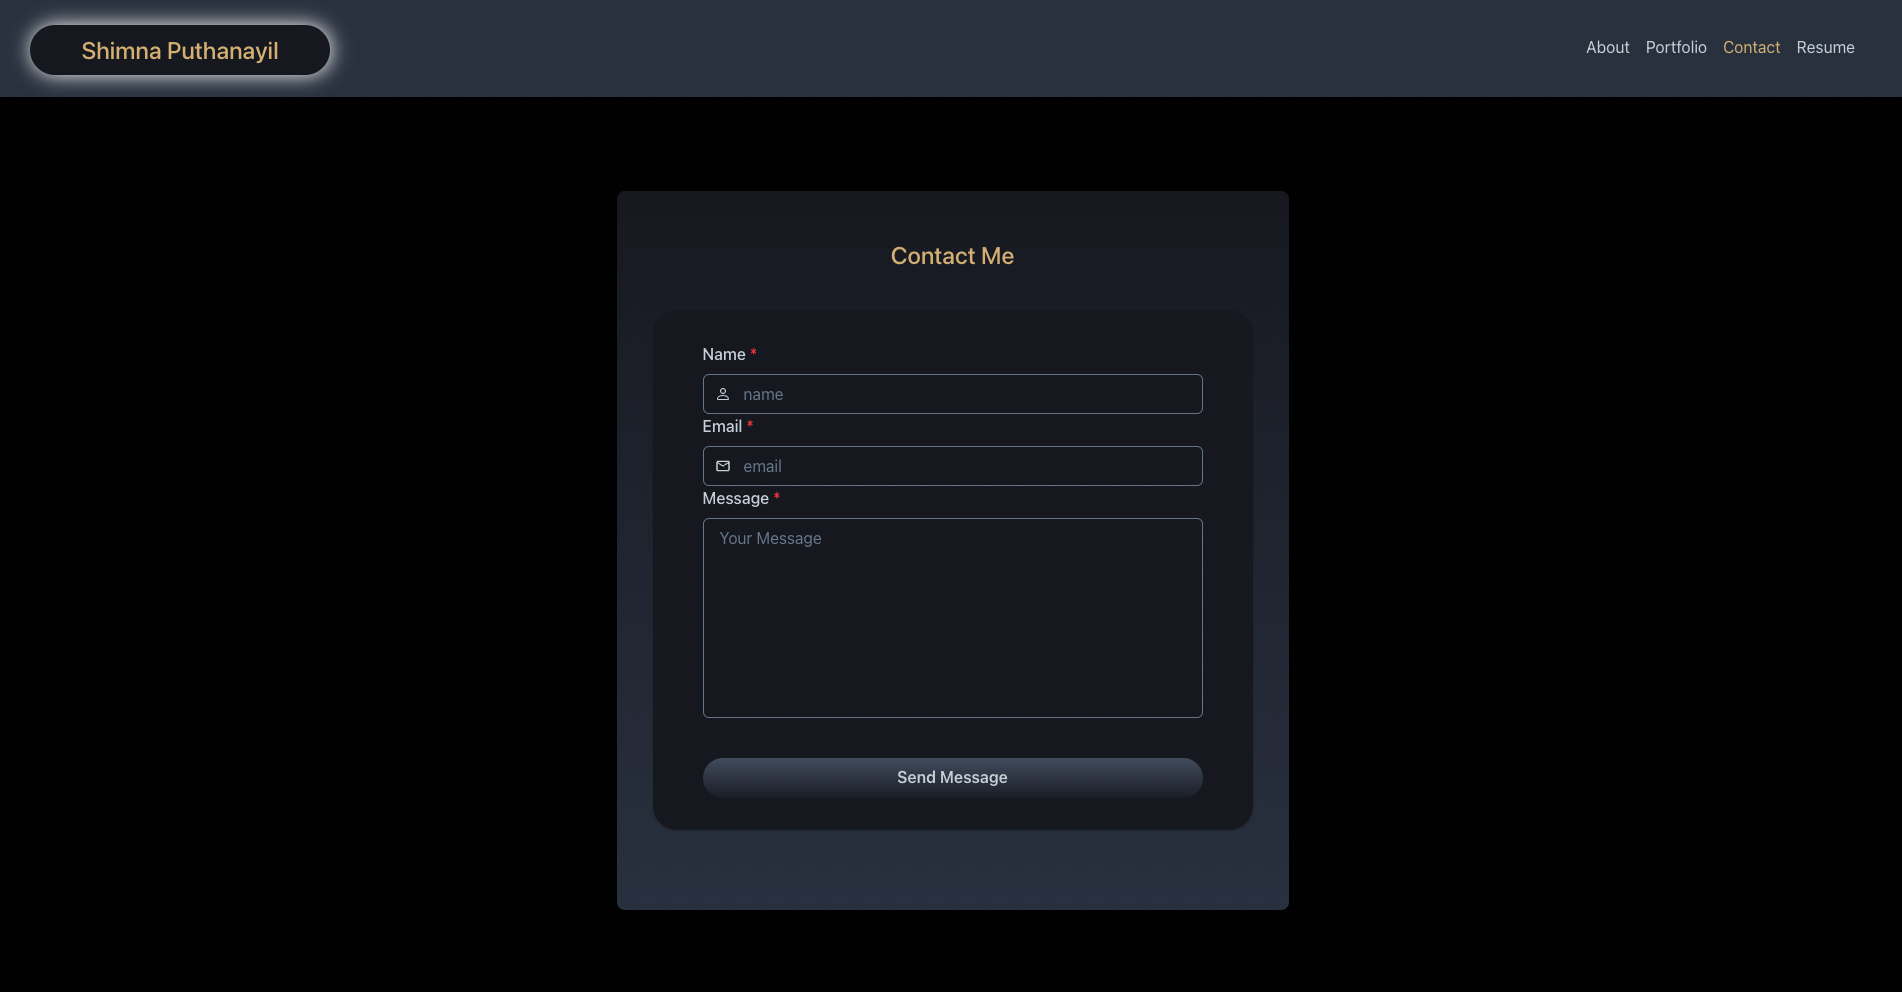 Shimna Puthanayil
About Portfolio Contact Resume
Contact Me
Name *
name
Email *
email
Message *
Your Message
Send Message